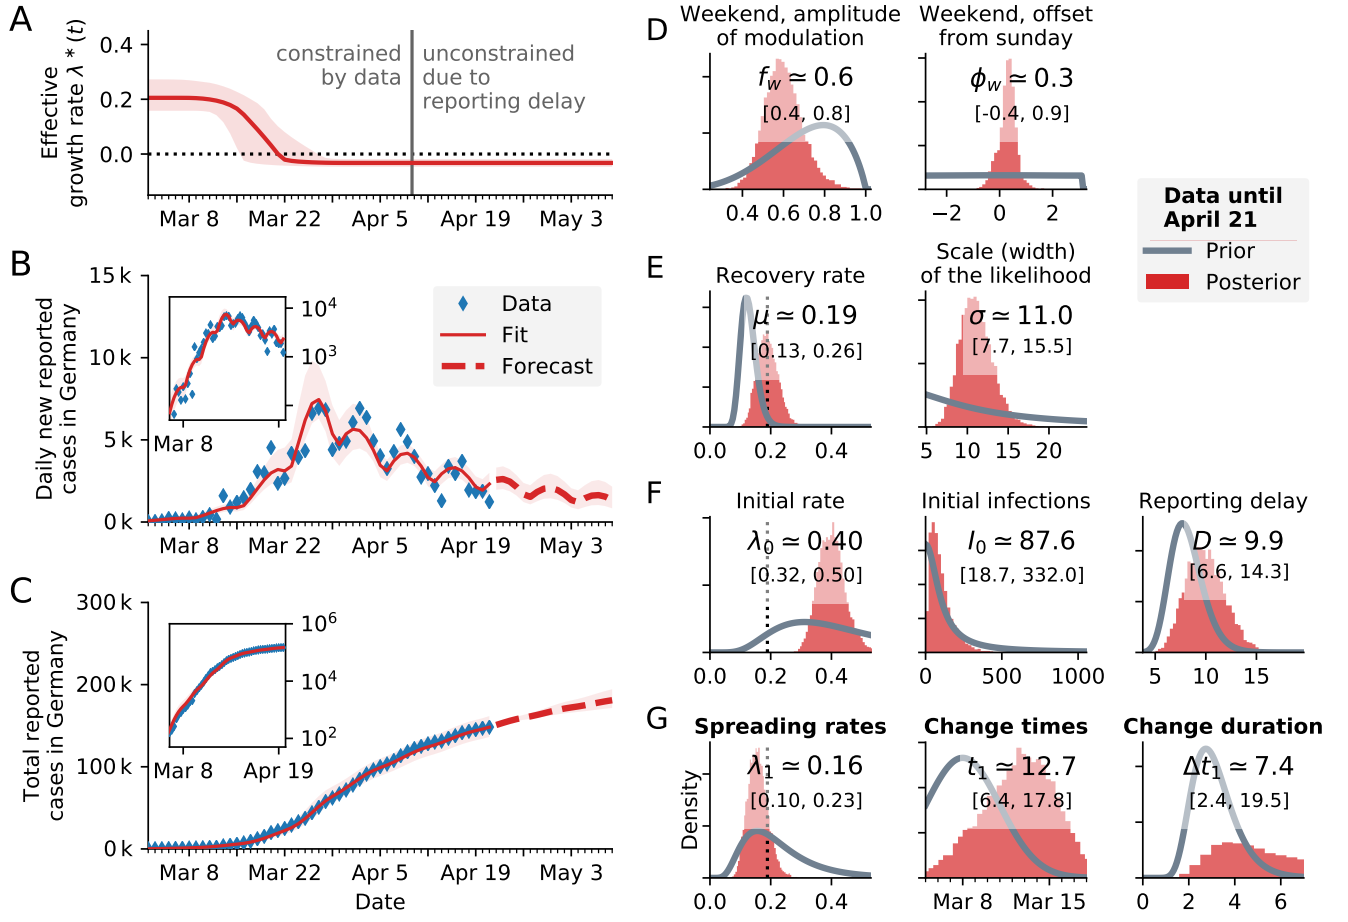 A
Effective
growth rate λ * (t)
0.4
0.2
0.0
constrained
by data
unconstrained
due to
reporting delay
Mar 8
Mar 22
Apr 5
Apr 19
May 3
B
Daily new reported
cases in Germany
15 k
10 k
5 k
0 k
10⁴
10³
Mar 8
Data
Fit
Forecast
Mar 8
Mar 22
Apr 5
Apr 19
May 3
C
Total reported
cases in Germany
300 k
200 k
100 k
0 k
10⁶
10⁴
10²
Mar 8
Apr 19
Mar 8
Mar 22
Apr 5
Apr 19
May 3
Date
D
Weekend, amplitude
of modulation
f_w ≃ 0.6
[0.4, 0.8]
0.4
0.6
0.8
1.0
Weekend, offset
from sunday
ϕ_w ≃ 0.3
[-0.4, 0.9]
−2
0
2
Data until
April 21
Prior
Posterior
E
Recovery rate
μ ≃ 0.19
[0.13, 0.26]
0.0
0.2
0.4
Scale (width)
of the likelihood
σ ≃ 11.0
[7.7, 15.5]
5
10
15
20
F
Initial rate
λ₀ ≃ 0.40
[0.32, 0.50]
0.0
0.2
0.4
Initial infections
I₀ ≃ 87.6
[18.7, 332.0]
0
500
1000
Reporting delay
D ≃ 9.9
[6.6, 14.3]
5
10
15
G
Spreading rates
Density
λ₁ ≃ 0.16
[0.10, 0.23]
0.0
0.2
0.4
Change times
t₁ ≃ 12.7
[6.4, 17.8]
Mar 8
Mar 15
Change duration
Δt₁ ≃ 7.4
[2.4, 19.5]
0
2
4
6